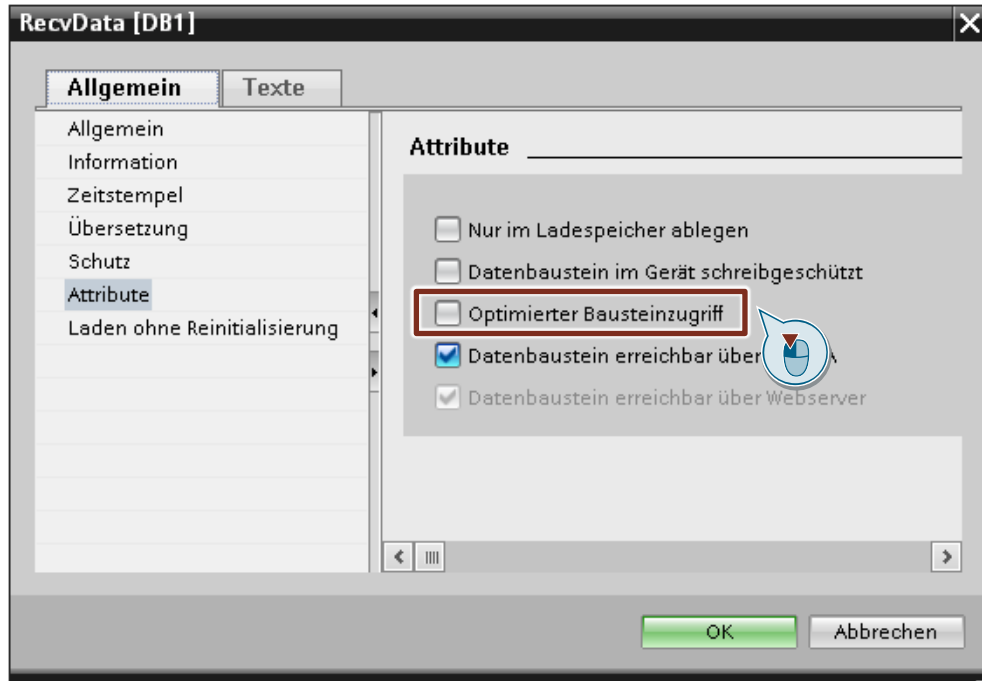 RecvData [DB1]
Allgemein
Texte
Allgemein
Information
Zeitstempel
Übersetzung
Schutz
Attribute
Laden ohne Reinitialisierung
Attribute
Nur im Ladespeicher ablegen
Datenbaustein im Gerät schreibgeschützt
Optimierter Bausteinzugriff
Datenbaustein erreichbar über
Datenbaustein erreichbar über Webserver
OK
Abbrechen